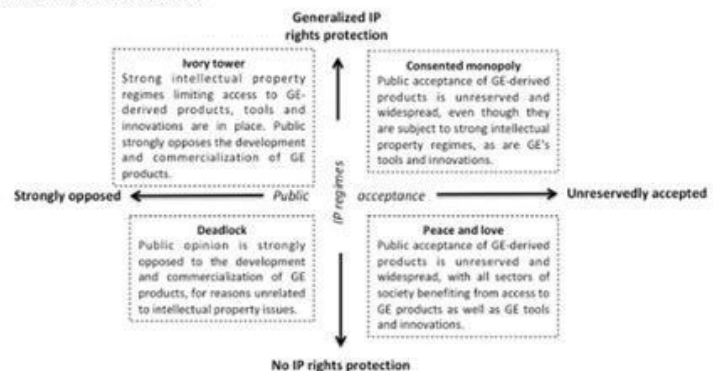 Generalized IP
rights protection
Ivory tower
Strong intellectual property
regimes limiting access to GE-
derived products, tools and
innovations are in place. Public
strongly opposes the development
and commercialization of GE
products.
Consented monopoly
Public acceptance of GE-derived
products is unreserved and
widespread, even though they
are subject to strong intellectual
property regimes, as are GE's
tools and innovations.
Strongly opposed
Public
IP regimes
acceptance
Unreservedly accepted
Deadlock
Public opinion is strongly
opposed to the development
and commercialization of GE
products, for reasons unrelated
to intellectual property issues.
Peace and love
Public acceptance of GE-derived
products is unreserved and
widespread, with all sectors of
society benefiting from access to
GE products as well as GE tools
and innovations.
No IP rights protection